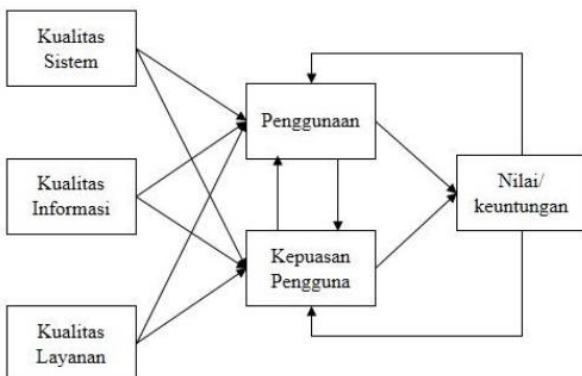 Kualitas
Sistem
Kualitas
Informasi
Kualitas
Layanan
Penggunaan
Kepuasan
Pengguna
Nilai/
keuntungan